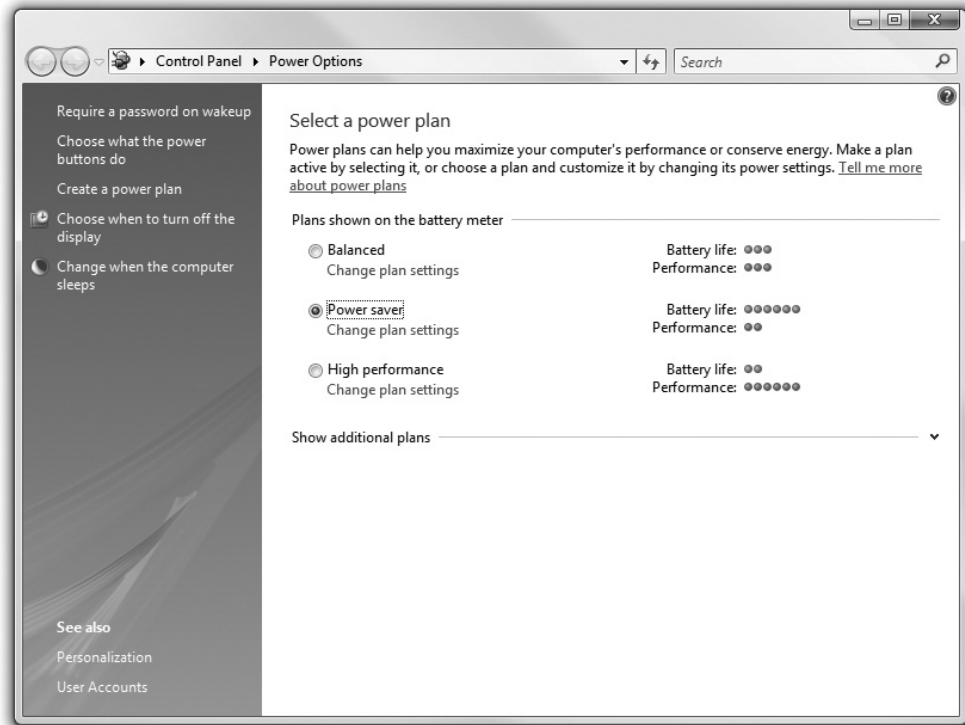 Control Panel
Power Options
Search
Require a password on wakeup
Choose what the power
buttons do
Create a power plan
Choose when to turn off the
display
Change when the computer
sleeps
See also
Personalization
User Accounts
Select a power plan
Power plans can help you maximize your computer's performance or conserve energy. Make a plan
active by selecting it, or choose a plan and customize it by changing its power settings. Tell me more
about power plans
Plans shown on the battery meter
Balanced
Battery life:
Change plan settings
Performance:
Power saver
Battery life:
Change plan settings
Performance:
High performance
Battery life:
Change plan settings
Performance:
Show additional plans